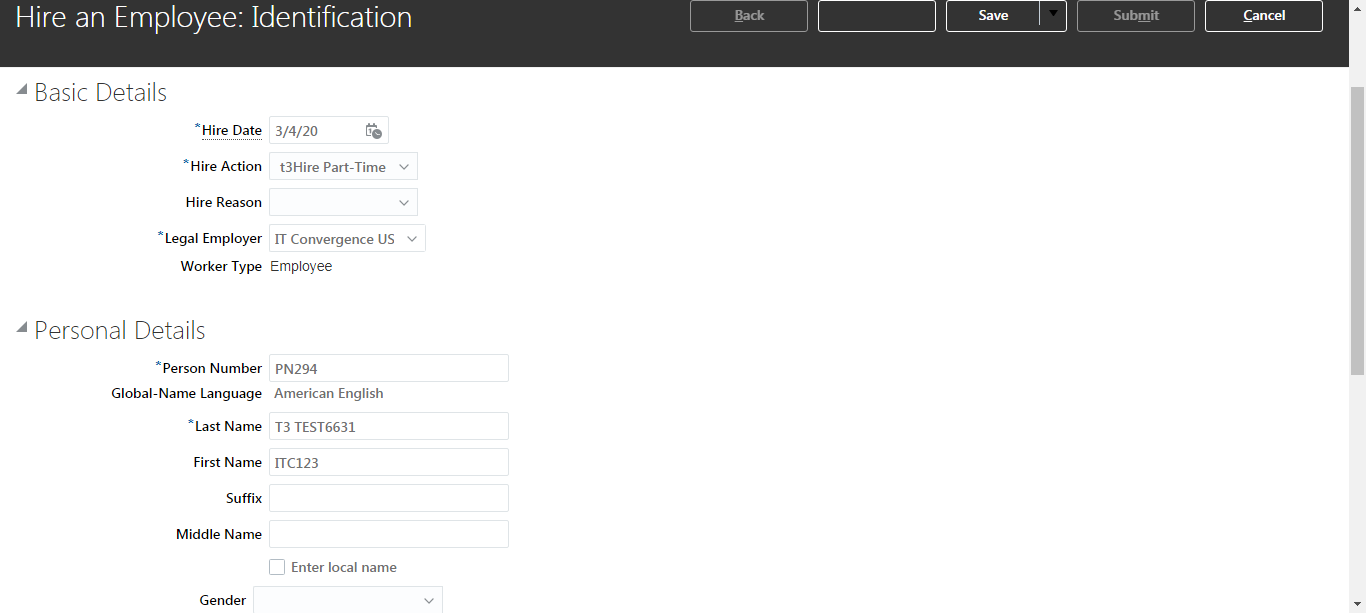 Hire an Employee: Identification
Back Save Submit Cancel
Basic Details
*Hire Date 3/4/20
*Hire Action t3Hire Part-Time
Hire Reason
*Legal Employer IT Convergence US
Worker Type Employee
Personal Details
*Person Number PN294
Global-Name Language American English
*Last Name T3 TEST6631
First Name ITC123
Suffix
Middle Name
Enter local name
Gender